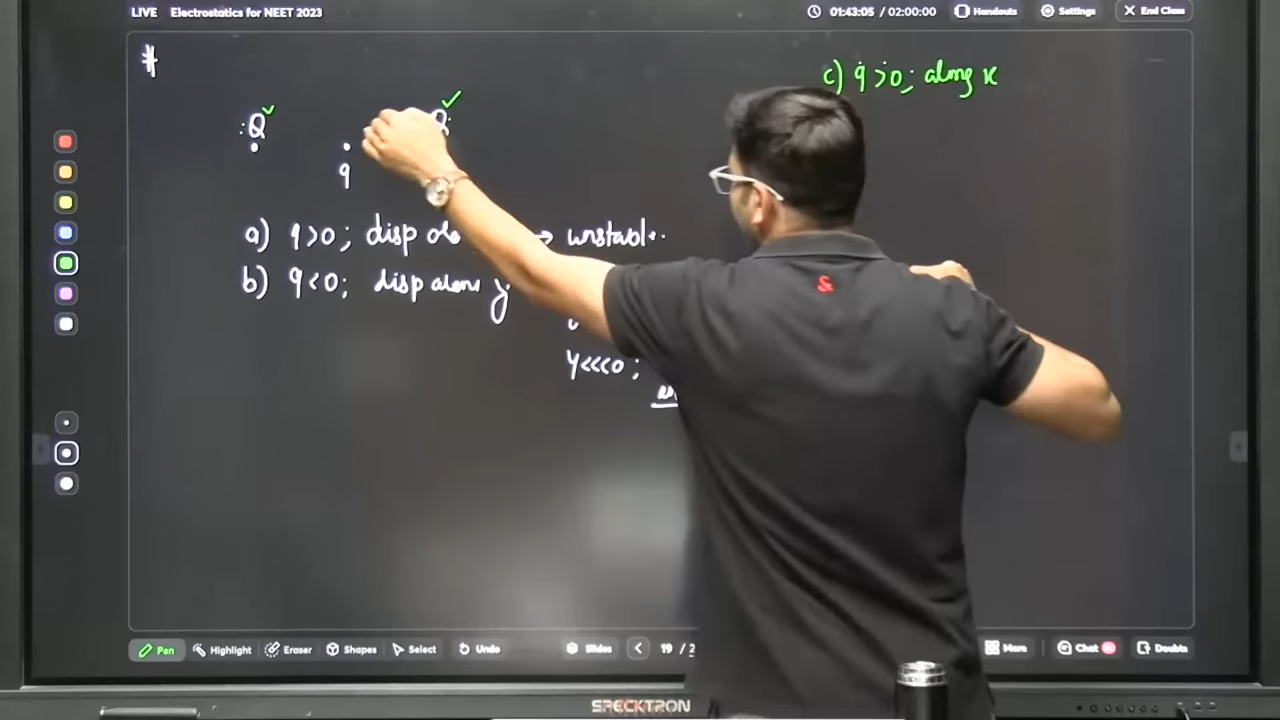 LIVE Electrostatics for NEET 2023 01:43:05 / 02:00:00 Handouts Settings End Class
*
c) q >0; along x
Q Q
q
a) q>0; disp → unstable.
b) q<0; disp along y
y<<<0;
Pen Highlight Eraser Shapes Select Undo Slides 19 / 2 More Chat Doubts
SPECKTRON